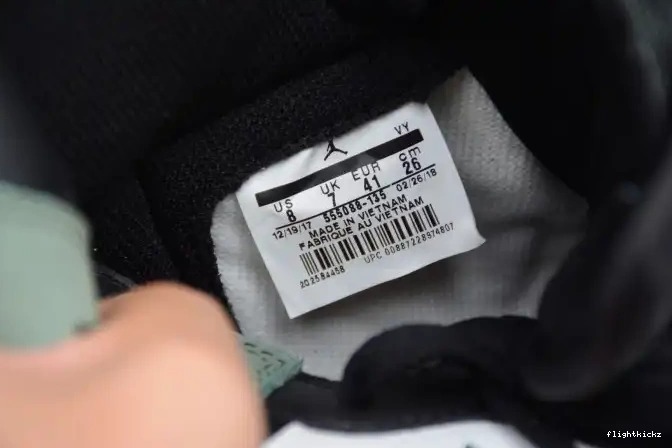 VY
US UK EUR cm
8 7 41 26
12/19/17 555088-135 02/26/18
MADE IN VIETNAM
FABRIQUE AU VIETNAM
202584458 UPC 00887228974807
flightkickz